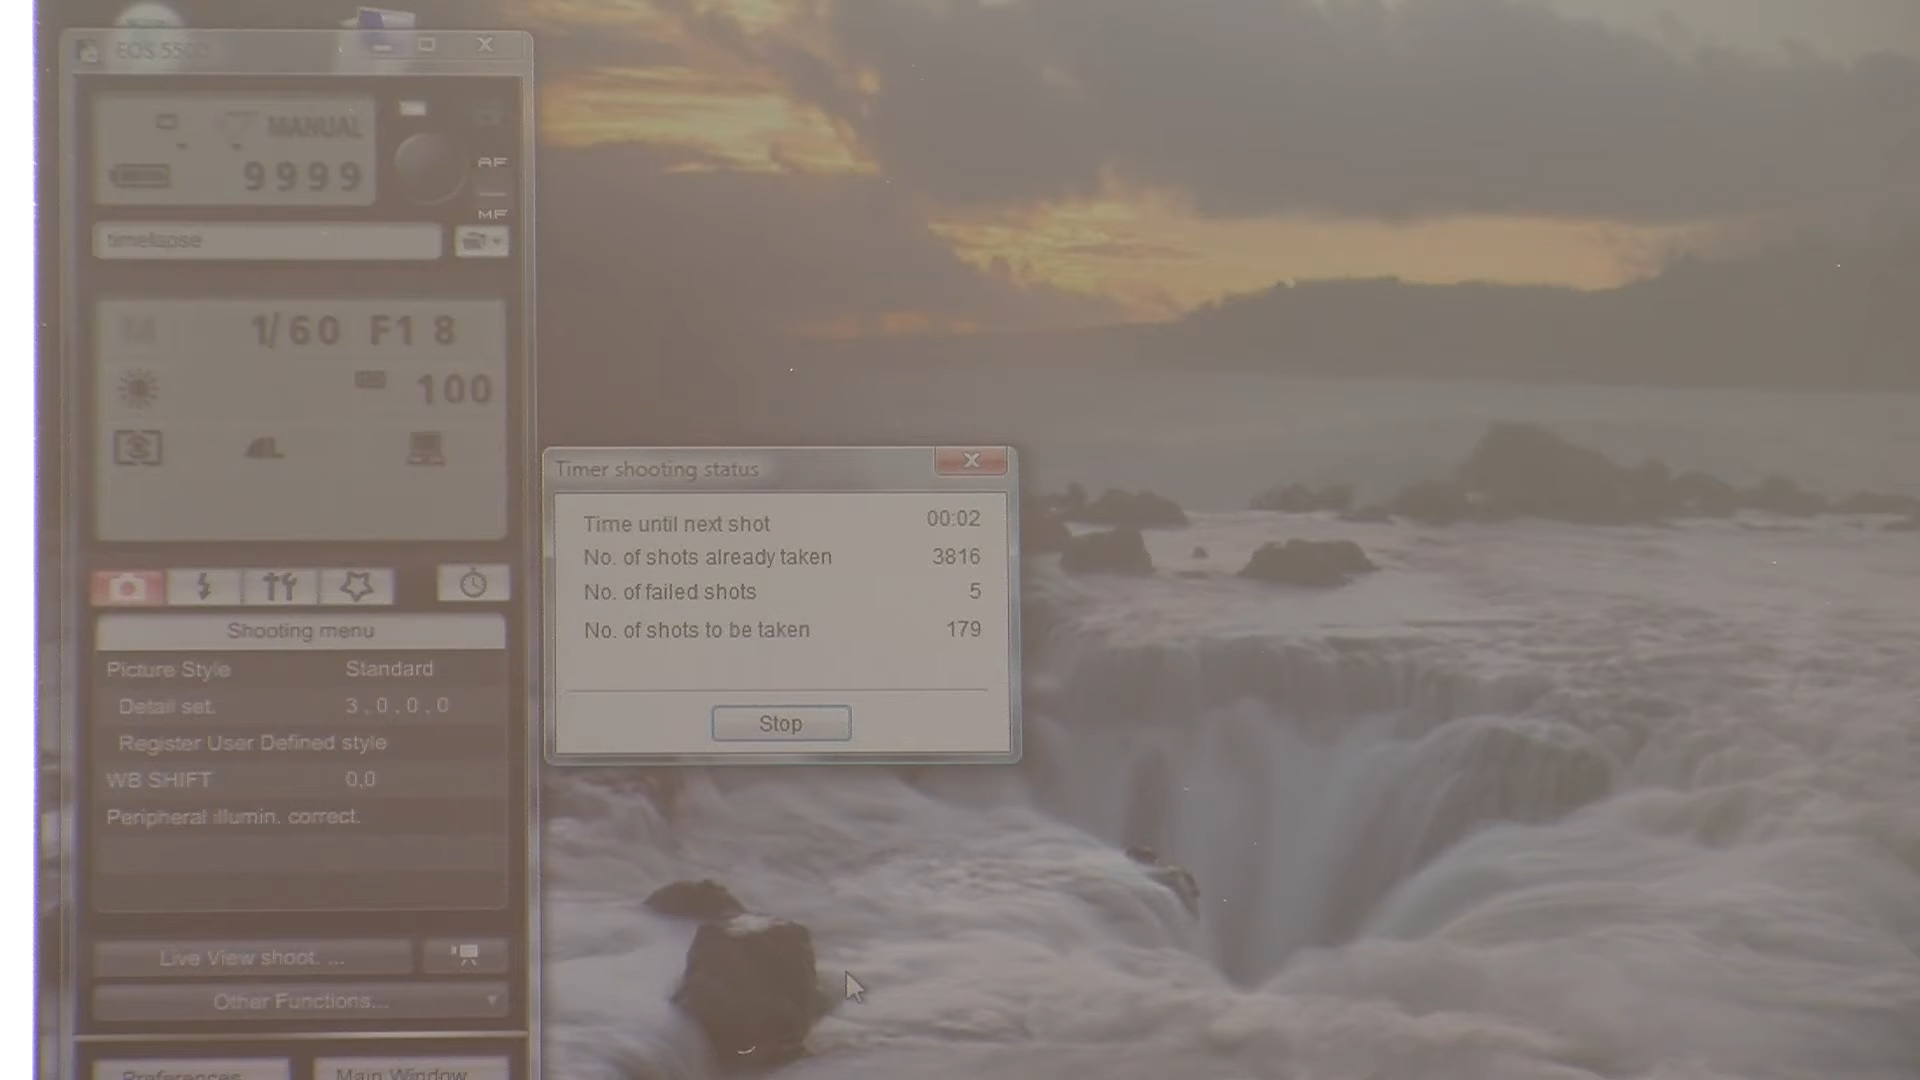 EOS 550D
MANUAL
9999
AF
MF
timelapse
M 1/60 F1 8
100
Timer shooting status
Time until next shot 00:02
No. of shots already taken 3816
No. of failed shots 5
No. of shots to be taken 179
Stop
Shooting menu
Picture Style Standard
Detail set. 3,0,0,0
Register User Defined style
WB SHIFT 0,0
Peripheral illumin. correct.
Live View shoot. ...
Other Functions...
Preferences
Main Window